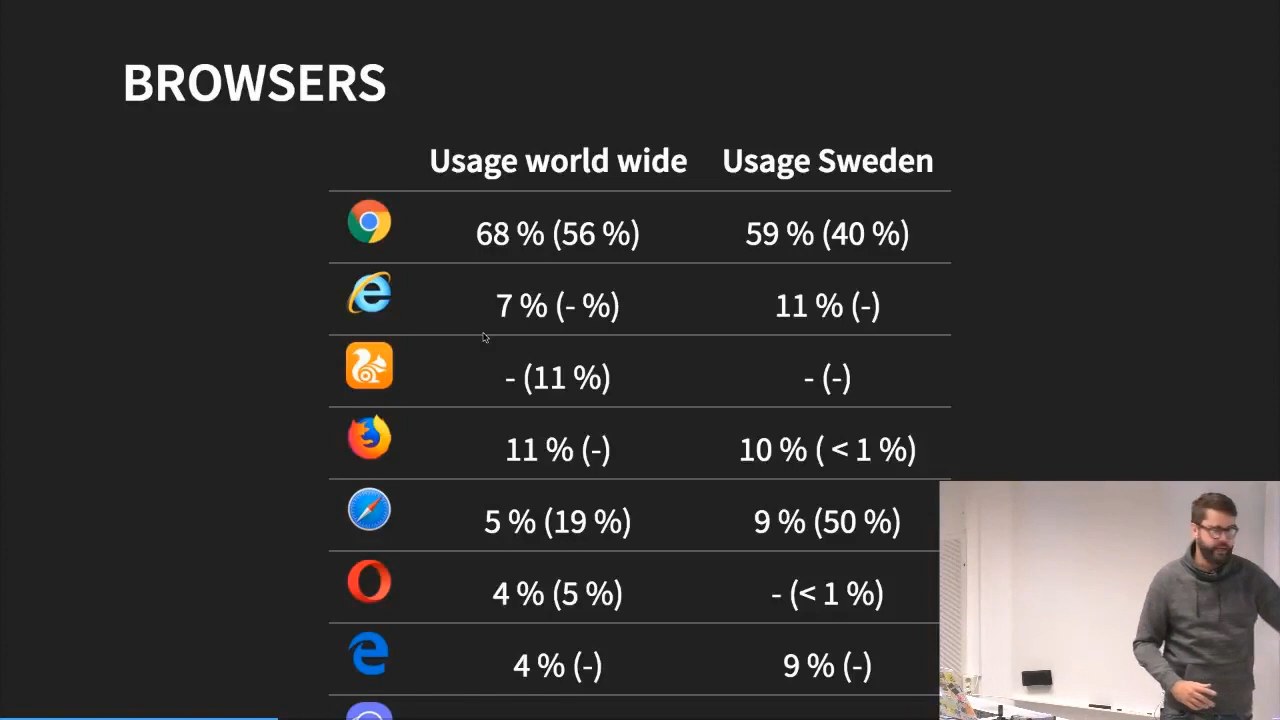 BROWSERS
Usage world wide Usage Sweden
68 % (56 %) 59 % (40 %)
7 % (- %) 11 % (-)
- (11 %) - (-)
11 % (-) 10 % ( < 1 %)
5 % (19 %) 9 % (50 %)
4 % (5 %) - (< 1 %)
4 % (-) 9 % (-)